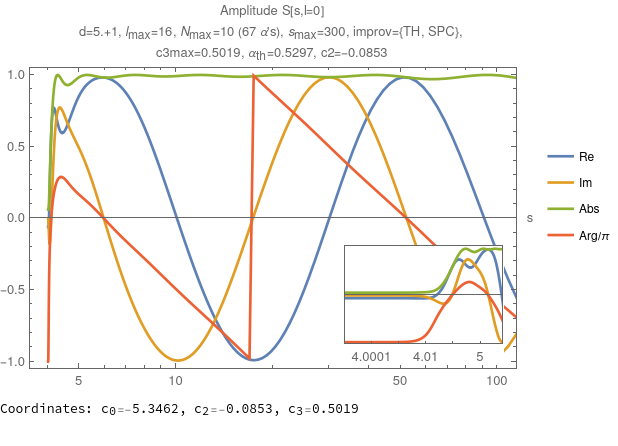 Amplitude S[s,l=0]
d=5.+1, lmax=16, Nmax=10 (67 α's), smax=300, improv={TH, SPC},
c3max=0.5019, αth=0.5297, c2=-0.0853
1.0
0.5
0.0
-0.5
-1.0
s
Re
Im
Abs
Arg/π
4.0001 4.01 5
5 10 50 100
Coordinates: c0=-5.3462, c2=-0.0853, c3=0.5019